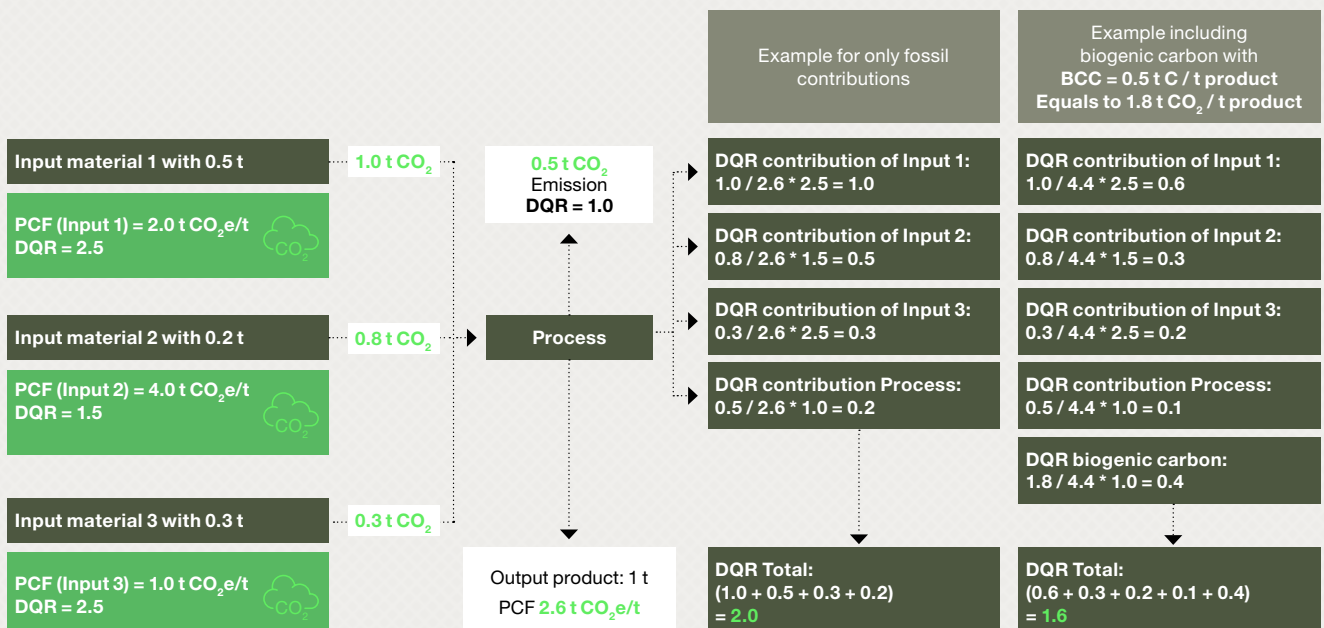 Example for only fossil
contributions
Example including
biogenic carbon with
BCC = 0.5 t C / t product
Equals to 1.8 t CO₂ / t product
Input material 1 with 0.5 t
1.0 t CO₂
PCF (Input 1) = 2.0 t CO₂e/t
DQR = 2.5
CO₂
Input material 2 with 0.2 t
0.8 t CO₂
PCF (Input 2) = 4.0 t CO₂e/t
DQR = 1.5
CO₂
Input material 3 with 0.3 t
0.3 t CO₂
PCF (Input 3) = 1.0 t CO₂e/t
DQR = 2.5
CO₂
0.5 t CO₂
Emission
DQR = 1.0
Process
Output product: 1 t
PCF 2.6 t CO₂e/t
DQR contribution of Input 1:
1.0 / 2.6 * 2.5 = 1.0
DQR contribution of Input 2:
0.8 / 2.6 * 1.5 = 0.5
DQR contribution of Input 3:
0.3 / 2.6 * 2.5 = 0.3
DQR contribution Process:
0.5 / 2.6 * 1.0 = 0.2
DQR Total:
(1.0 + 0.5 + 0.3 + 0.2)
= 2.0
DQR contribution of Input 1:
1.0 / 4.4 * 2.5 = 0.6
DQR contribution of Input 2:
0.8 / 4.4 * 1.5 = 0.3
DQR contribution of Input 3:
0.3 / 4.4 * 2.5 = 0.2
DQR contribution Process:
0.5 / 4.4 * 1.0 = 0.1
DQR biogenic carbon:
1.8 / 4.4 * 1.0 = 0.4
DQR Total:
(0.6 + 0.3 + 0.2 + 0.1 + 0.4)
= 1.6